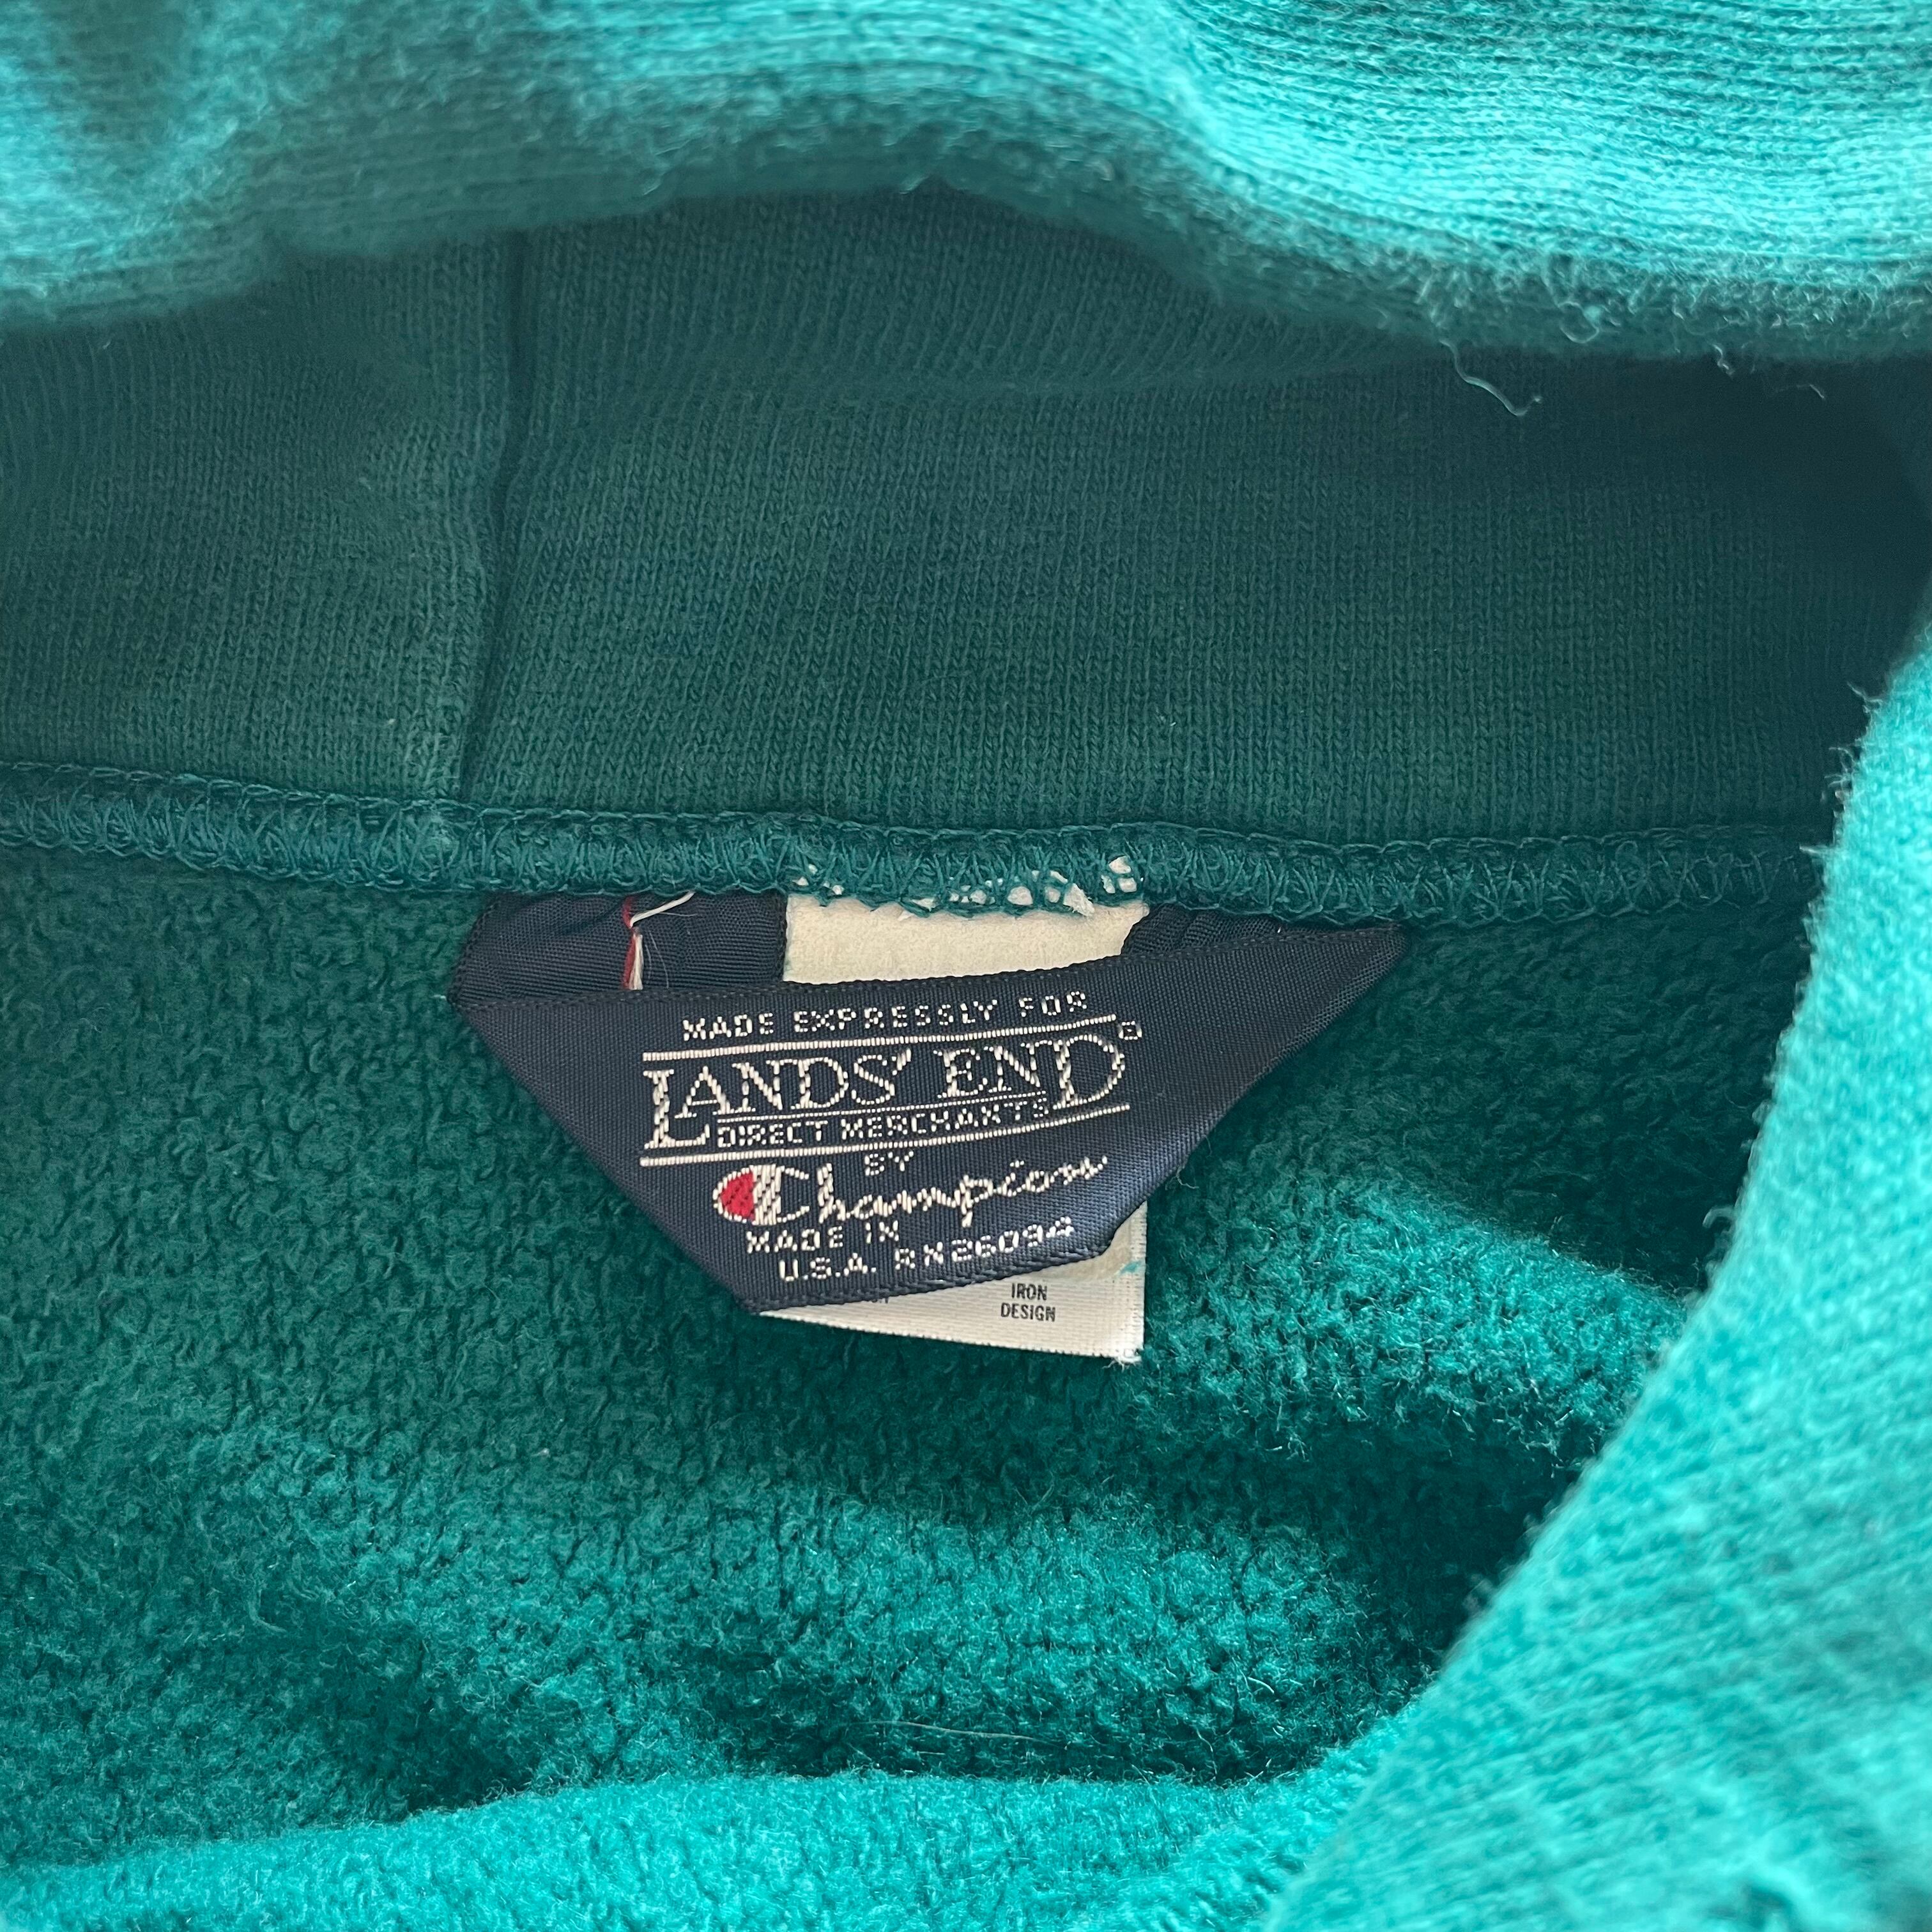 MADE EXPRESSLY FOR
LANDS' END®
DIRECT MERCHANTS
BY
Champion
MADE IN
U.S.A. RN26094
IRON
DESIGN